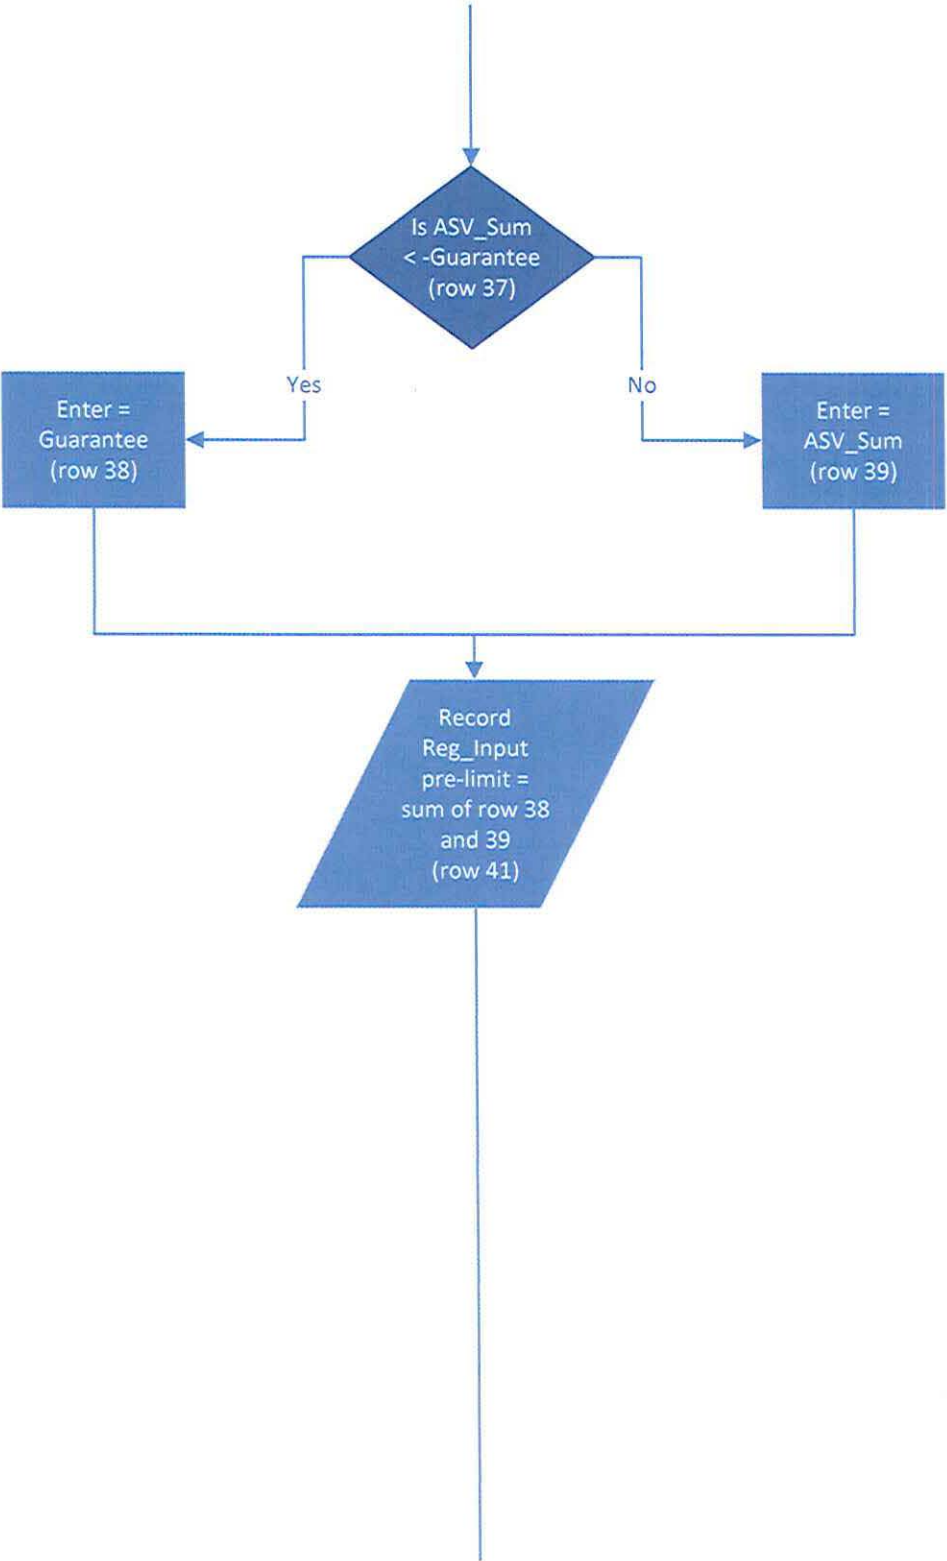 Is ASV_Sum
< -Guarantee
(row 37)
Yes
No
Enter =
Guarantee
(row 38)
Enter =
ASV_Sum
(row 39)
Record
Reg_Input
pre-limit =
sum of row 38
and 39
(row 41)